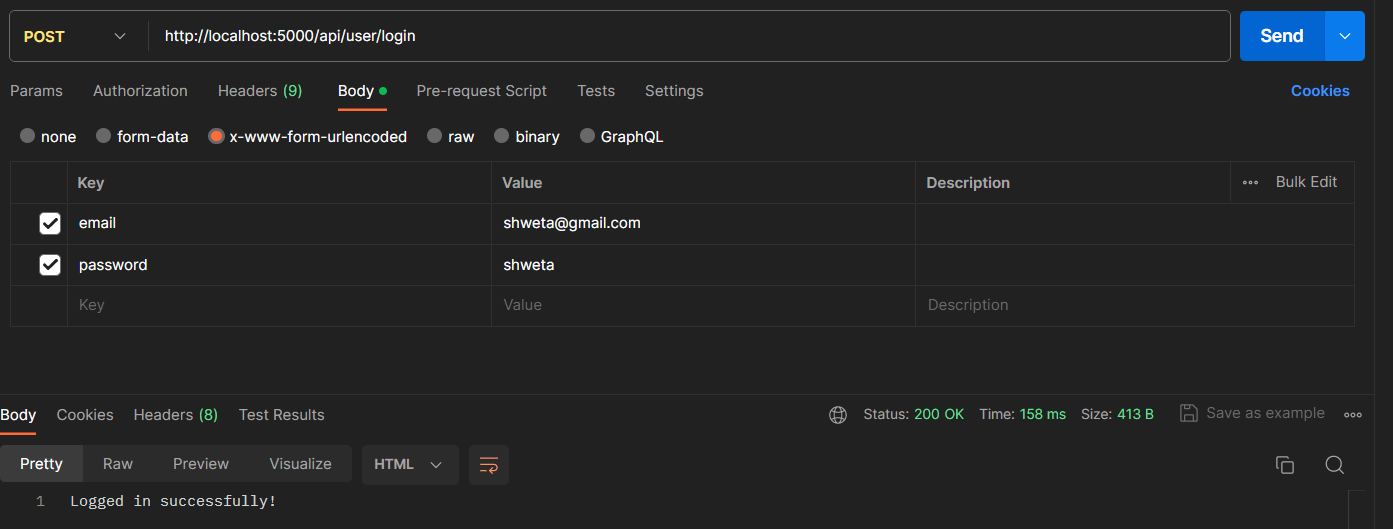 POST http://localhost:5000/api/user/login Send
Params Authorization Headers (9) Body Pre-request Script Tests Settings Cookies
none form-data x-www-form-urlencoded raw binary GraphQL
Key Value Description Bulk Edit
email shweta@gmail.com
password shweta
Key Value Description
Body Cookies Headers (8) Test Results Status: 200 OK Time: 158 ms Size: 413 B Save as example
Pretty Raw Preview Visualize HTML
1 Logged in successfully!